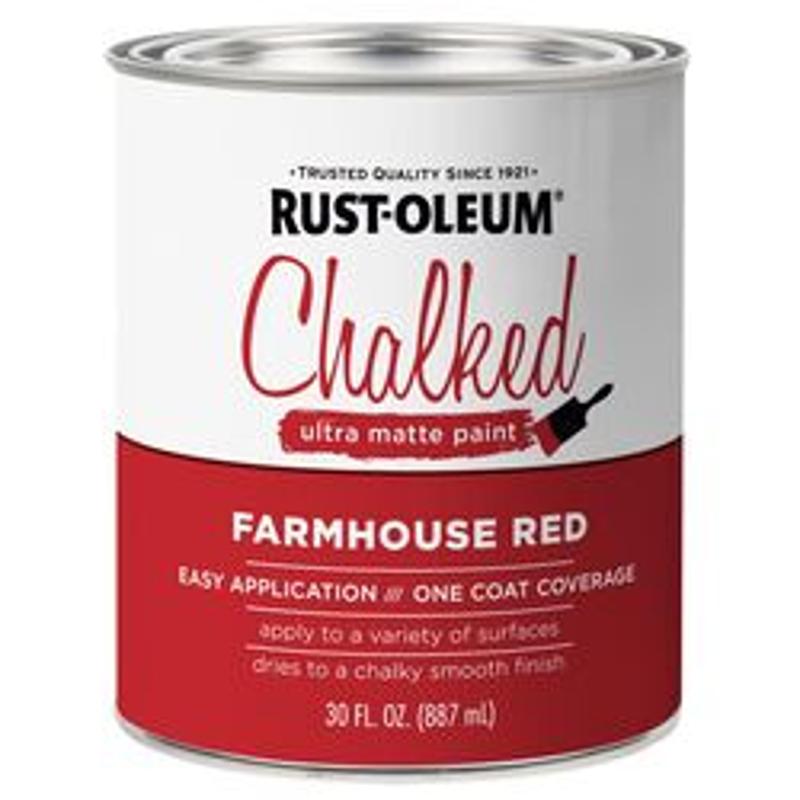 •TRUSTED QUALITY SINCE 1921•
RUST-OLEUM®
Chalked
ultra matte paint
FARMHOUSE RED
EASY APPLICATION /// ONE COAT COVERAGE
apply to a variety of surfaces
dries to a chalky smooth finish
30 FL. OZ. (887 ml)